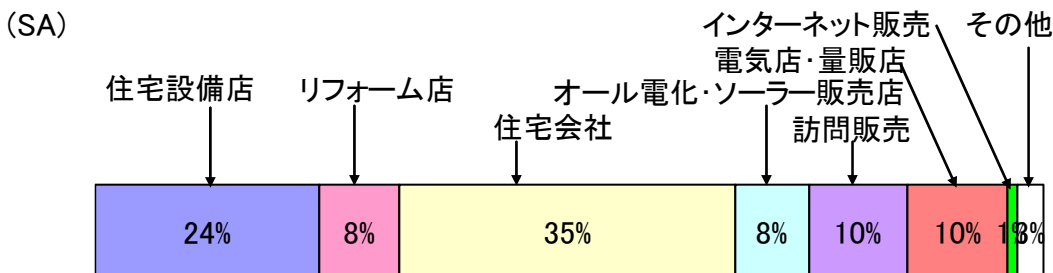 (SA)
インターネット販売 その他
電気店・量販店
住宅設備店 リフォーム店 オール電化・ソーラー販売店
住宅会社 訪問販売
24% 8% 35% 8% 10% 10% 1% 3%